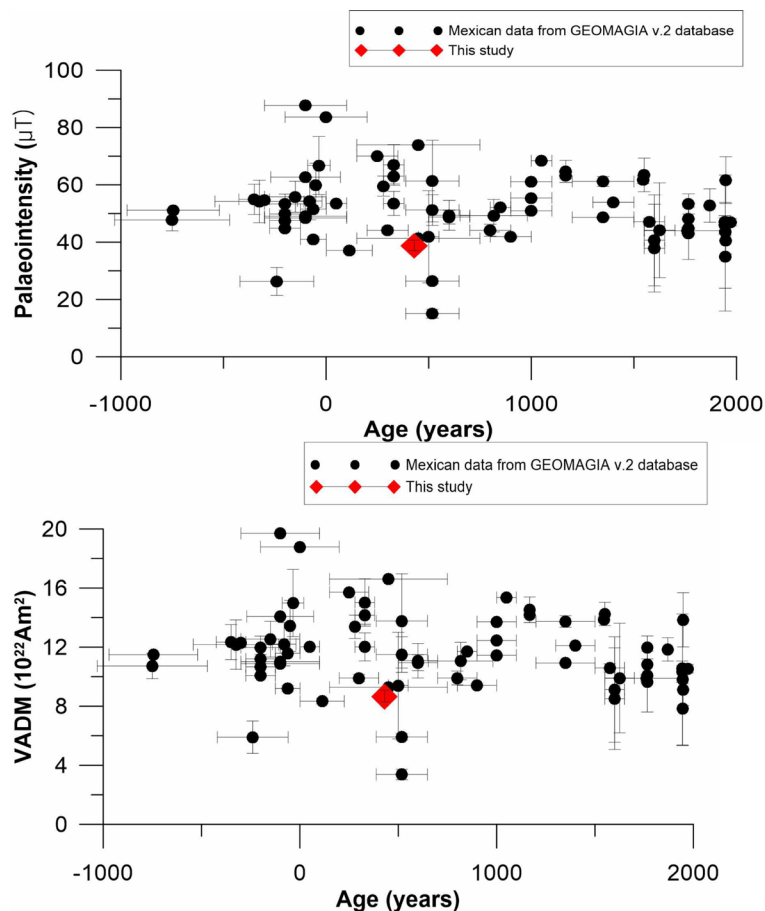 Mexican data from GEOMAGIA v.2 database
This study
Palaeointensity (µT)
100
80
60
40
20
0
-1000 0 1000 2000
Age (years)
Mexican data from GEOMAGIA v.2 database
This study
VADM (10²²Am²)
20
16
12
8
4
0
-1000 0 1000 2000
Age (years)